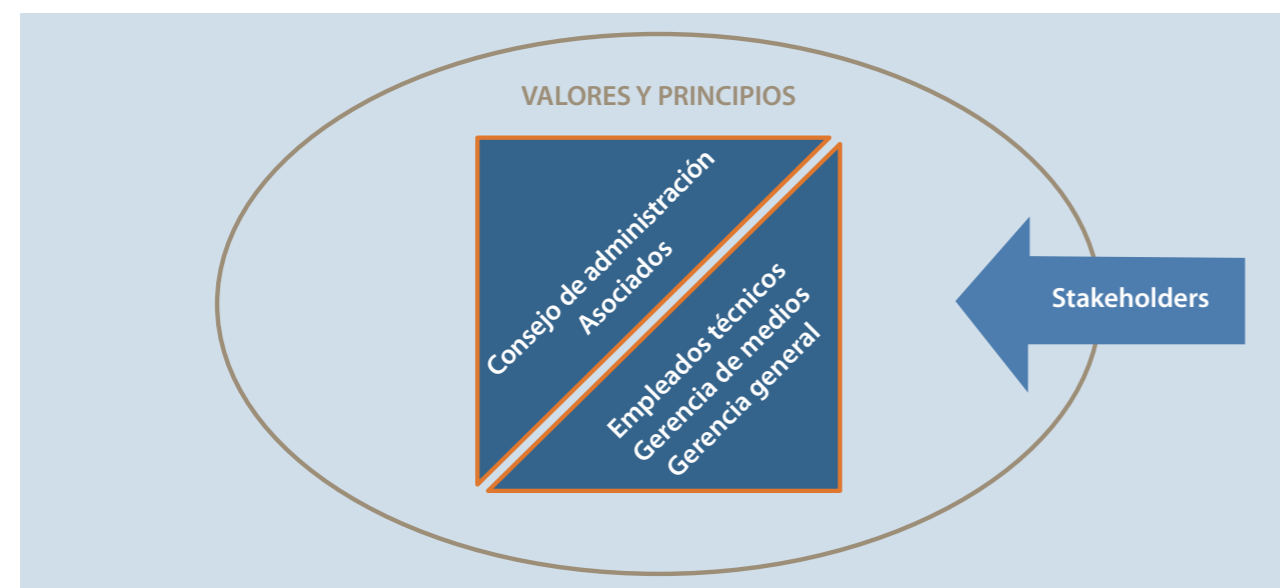 VALORES Y PRINCIPIOS
Consejo de administración
Asociados
Empleados técnicos
Gerencia de medios
Gerencia general
Stakeholders